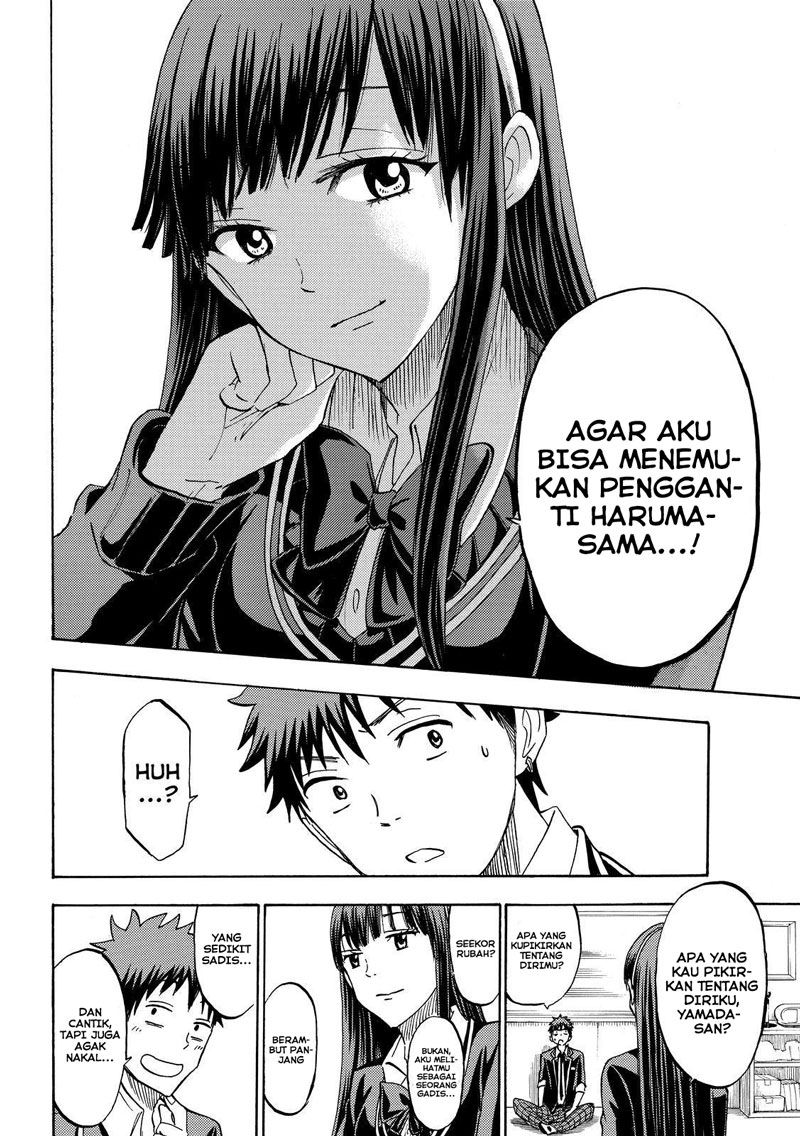 AGAR AKU
BISA MENEMU-
KAN PENGGAN-
TI HARUMA-
SAMA...!
HUH
...?
APA YANG
KAU PIKIR-
KAN TENTANG
DIRIKU,
YAMADA-
SAN?
APA YANG
KUPIKIRKAN
TENTANG
DIRIMU?
SEEKOR
RUBAH?
BUKAN,
AKU MELI-
HATMU
SEBAGAI
SEORANG
GADIS...
BERAM-
BUT PAN-
JANG
YANG
SEDIKIT
SADIS...
DAN
CANTIK,
TAPI JUGA
AGAK
NAKAL...